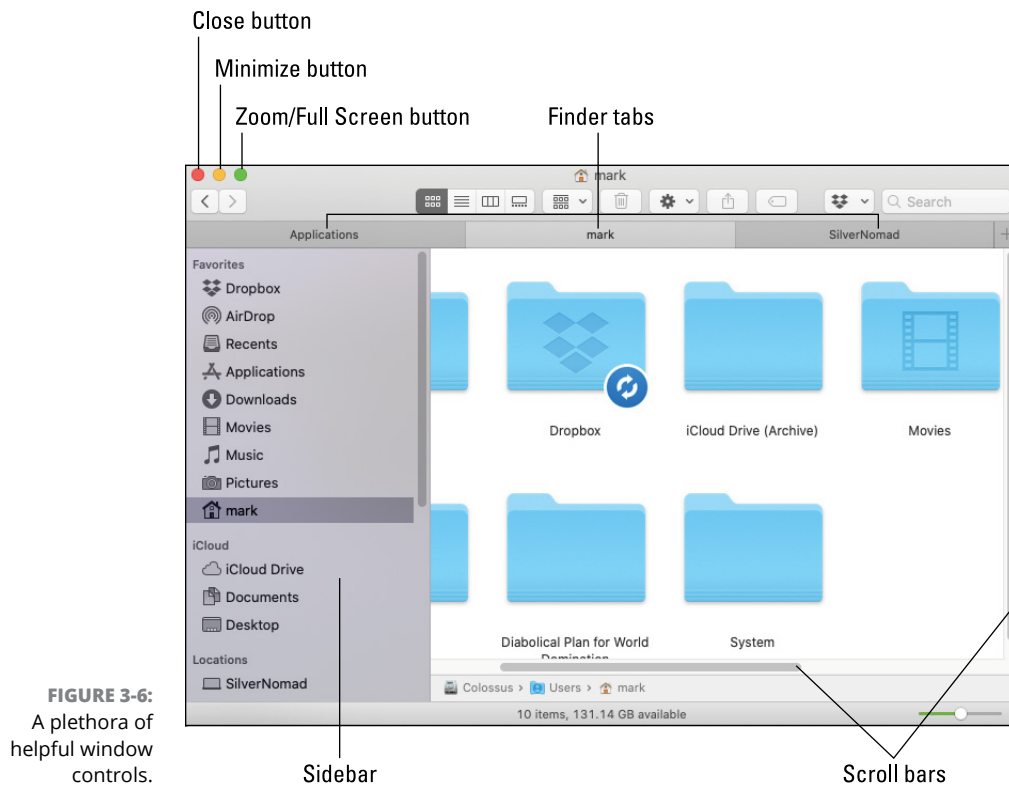 Close button
Minimize button
Zoom/Full Screen button
Finder tabs
mark
Search
Applications
mark
SilverNomad
Favorites
Dropbox
AirDrop
Recents
Applications
Downloads
Movies
Music
Pictures
mark
iCloud
iCloud Drive
Documents
Desktop
Locations
SilverNomad
Dropbox
iCloud Drive (Archive)
Movies
Diabolical Plan for World
Domination
System
Colossus › Users › mark
10 items, 131.14 GB available
FIGURE 3-6:
A plethora of
helpful window
controls.
Sidebar
Scroll bars